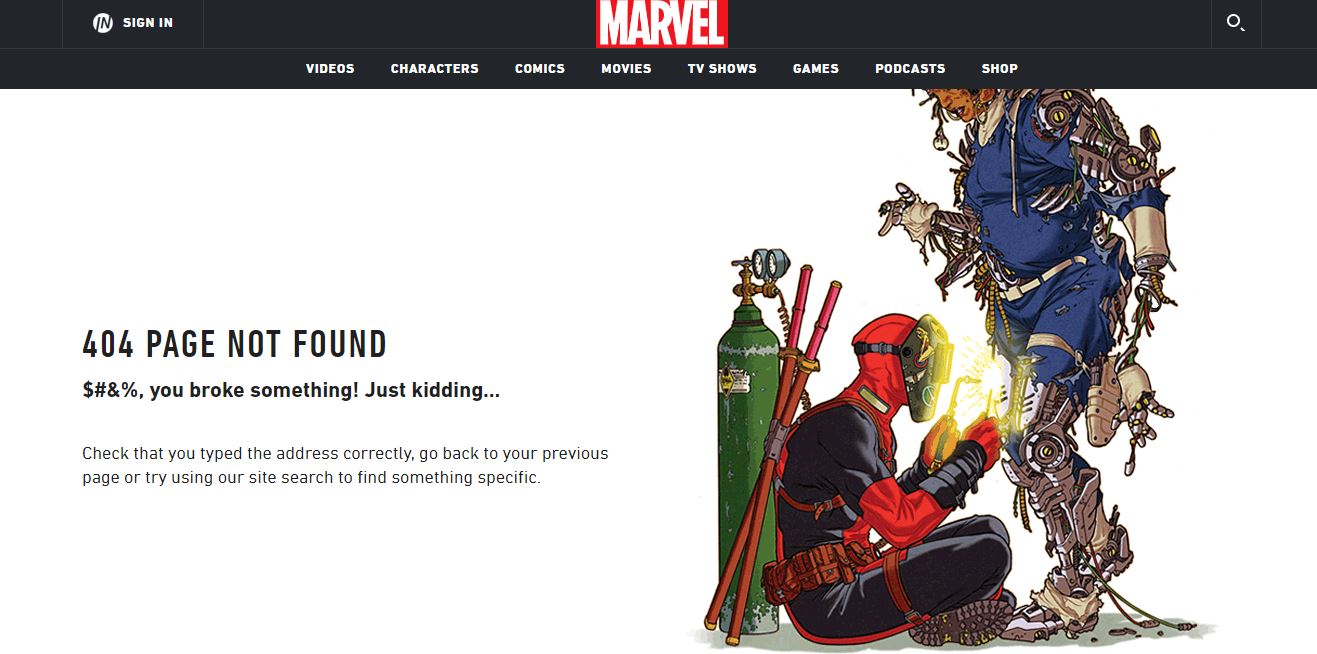 IN SIGN IN
MARVEL
VIDEOS CHARACTERS COMICS MOVIES TV SHOWS GAMES PODCASTS SHOP
404 PAGE NOT FOUND
$#&%, you broke something! Just kidding...
Check that you typed the address correctly, go back to your previous
page or try using our site search to find something specific.